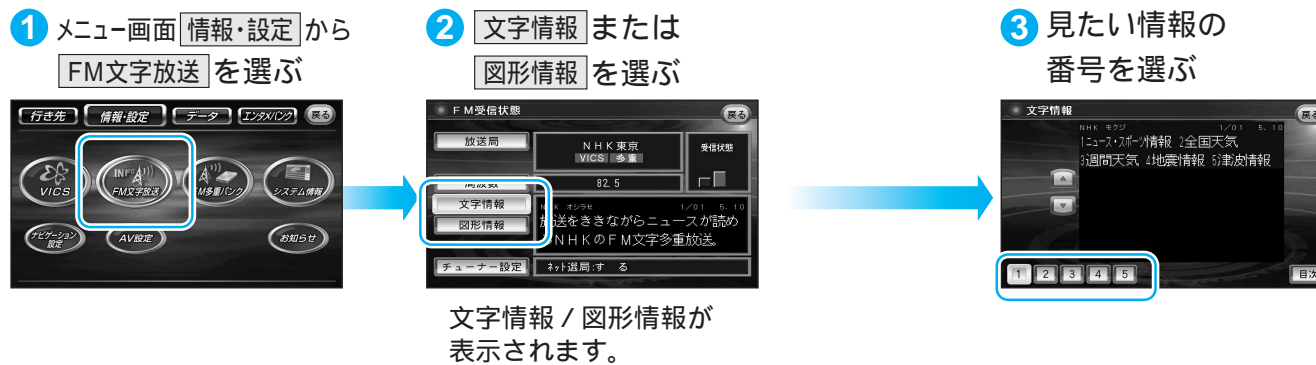 1 メニュー画面 情報・設定 から
FM文字放送 を選ぶ
行き先 情報・設定 データ エンタメ/バンク 戻る
VICS FM文字放送 FM多重バンク システム情報
ナビゲーション設定 AV設定 お知らせ
2 文字情報 または
図形情報 を選ぶ
FM受信状態 戻る
放送局 NHK東京 受信状態
VICS 多重
周波数 82.5
文字情報 オシラセ 1/01 5.10
図形情報 放送をききながらニュースが読め
NHKのFM文字多重放送。
チューナー設定 ネット選局:する
文字情報 / 図形情報が
表示されます。
3 見たい情報の
番号を選ぶ
文字情報 戻る
NHK モクジ 1/01 5.10
1ニュース・スポーツ情報 2全国天気
3週間天気 4地震情報 5津波情報
1 2 3 4 5 目次